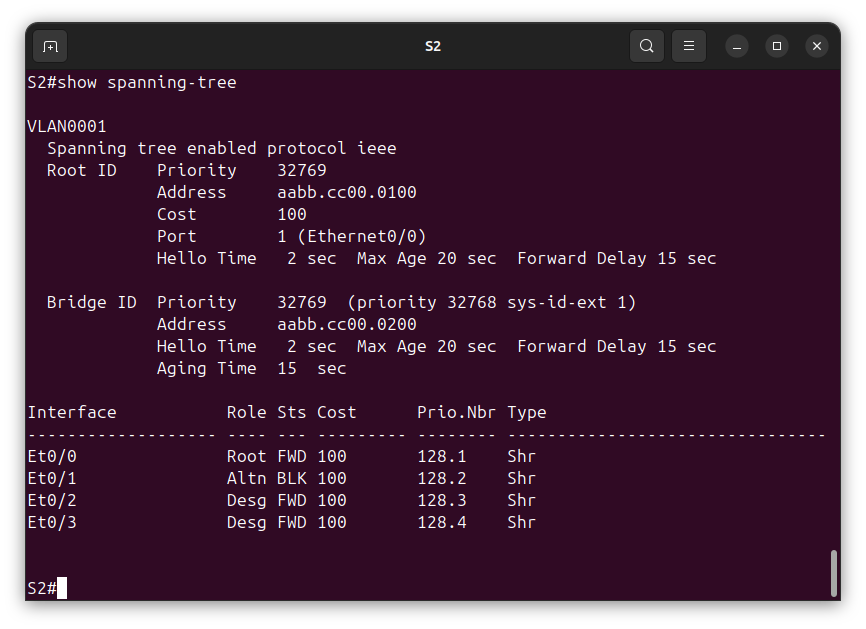 S2
S2#show spanning-tree

VLAN0001
  Spanning tree enabled protocol ieee
  Root ID    Priority    32769
             Address     aabb.cc00.0100
             Cost        100
             Port        1 (Ethernet0/0)
             Hello Time   2 sec  Max Age 20 sec  Forward Delay 15 sec

  Bridge ID  Priority    32769  (priority 32768 sys-id-ext 1)
             Address     aabb.cc00.0200
             Hello Time   2 sec  Max Age 20 sec  Forward Delay 15 sec
             Aging Time  15  sec

Interface           Role Sts Cost      Prio.Nbr Type
------------------- ---- --- --------- -------- --------------------------------
Et0/0               Root FWD 100       128.1    Shr
Et0/1               Altn BLK 100       128.2    Shr
Et0/2               Desg FWD 100       128.3    Shr
Et0/3               Desg FWD 100       128.4    Shr


S2#